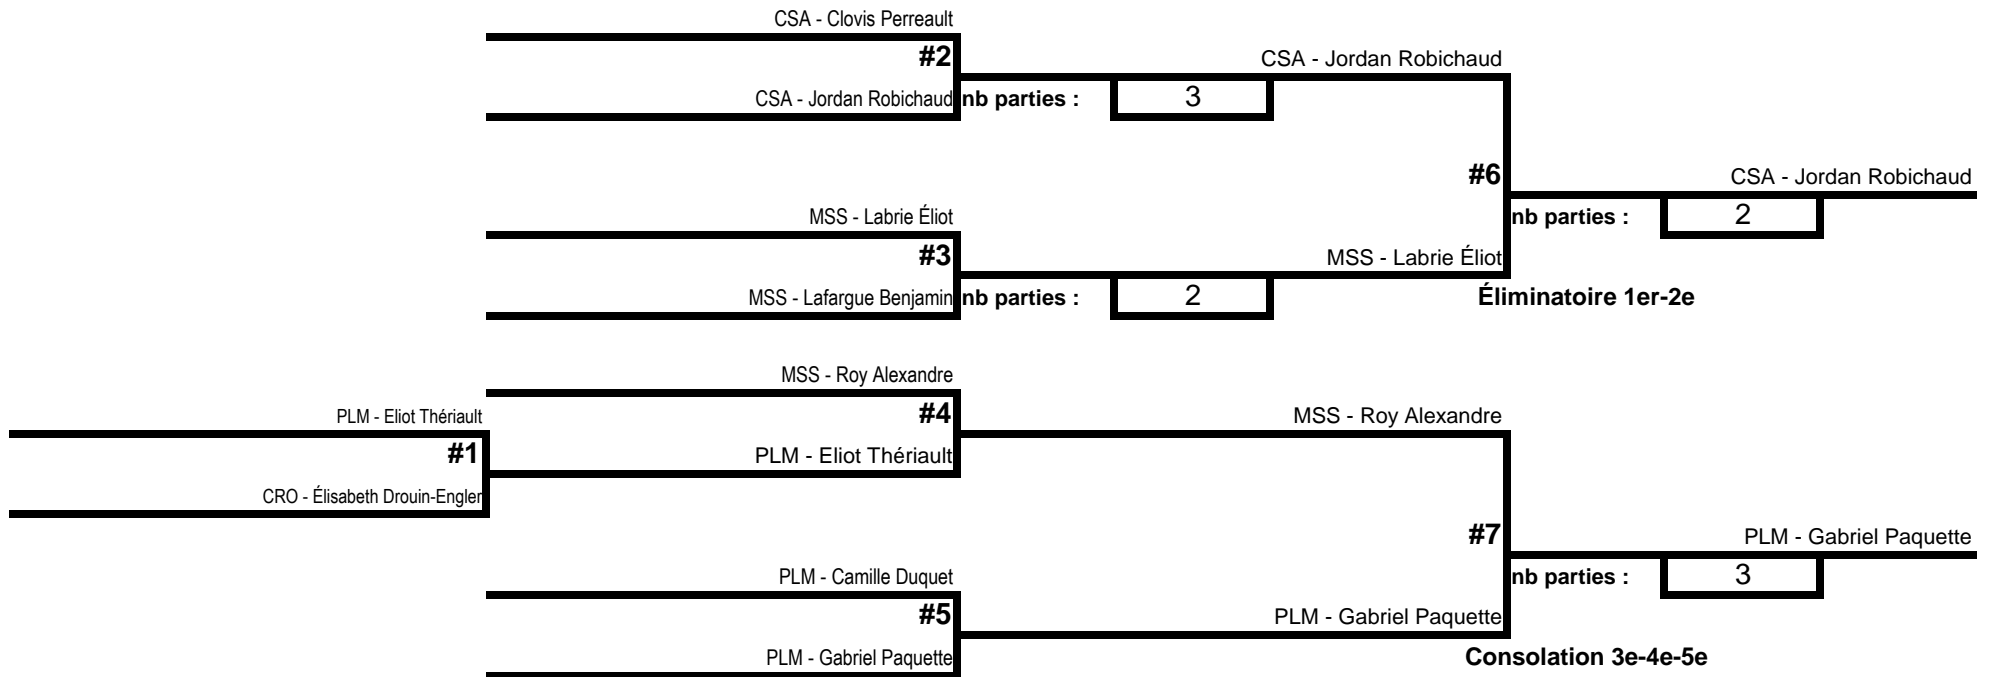 CSA - Clovis Perreault
#2
CSA - Jordan Robichaud
CSA - Jordan Robichaud nb parties : 3
#6
CSA - Jordan Robichaud
MSS - Labrie Éliot
nb parties : 2
#3
MSS - Labrie Éliot
MSS - Lafargue Benjamin nb parties : 2
Éliminatoire 1er-2e
MSS - Roy Alexandre
PLM - Eliot Thériault
#4
MSS - Roy Alexandre
#1
PLM - Eliot Thériault
CRO - Élisabeth Drouin-Engler
#7
PLM - Gabriel Paquette
PLM - Camille Duquet
nb parties : 3
#5
PLM - Gabriel Paquette
PLM - Gabriel Paquette
Consolation 3e-4e-5e